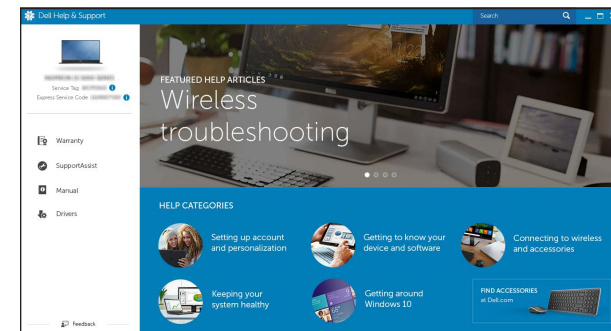 Dell Help & Support
Search
Service Tag
Express Service Code
Warranty
SupportAssist
Manual
Drivers
Feedback
FEATURED HELP ARTICLES
Wireless
troubleshooting
HELP CATEGORIES
Setting up account
and personalization
Getting to know your
device and software
Connecting to wireless
and accessories
Keeping your
system healthy
Getting around
Windows 10
FIND ACCESSORIES
at Dell.com